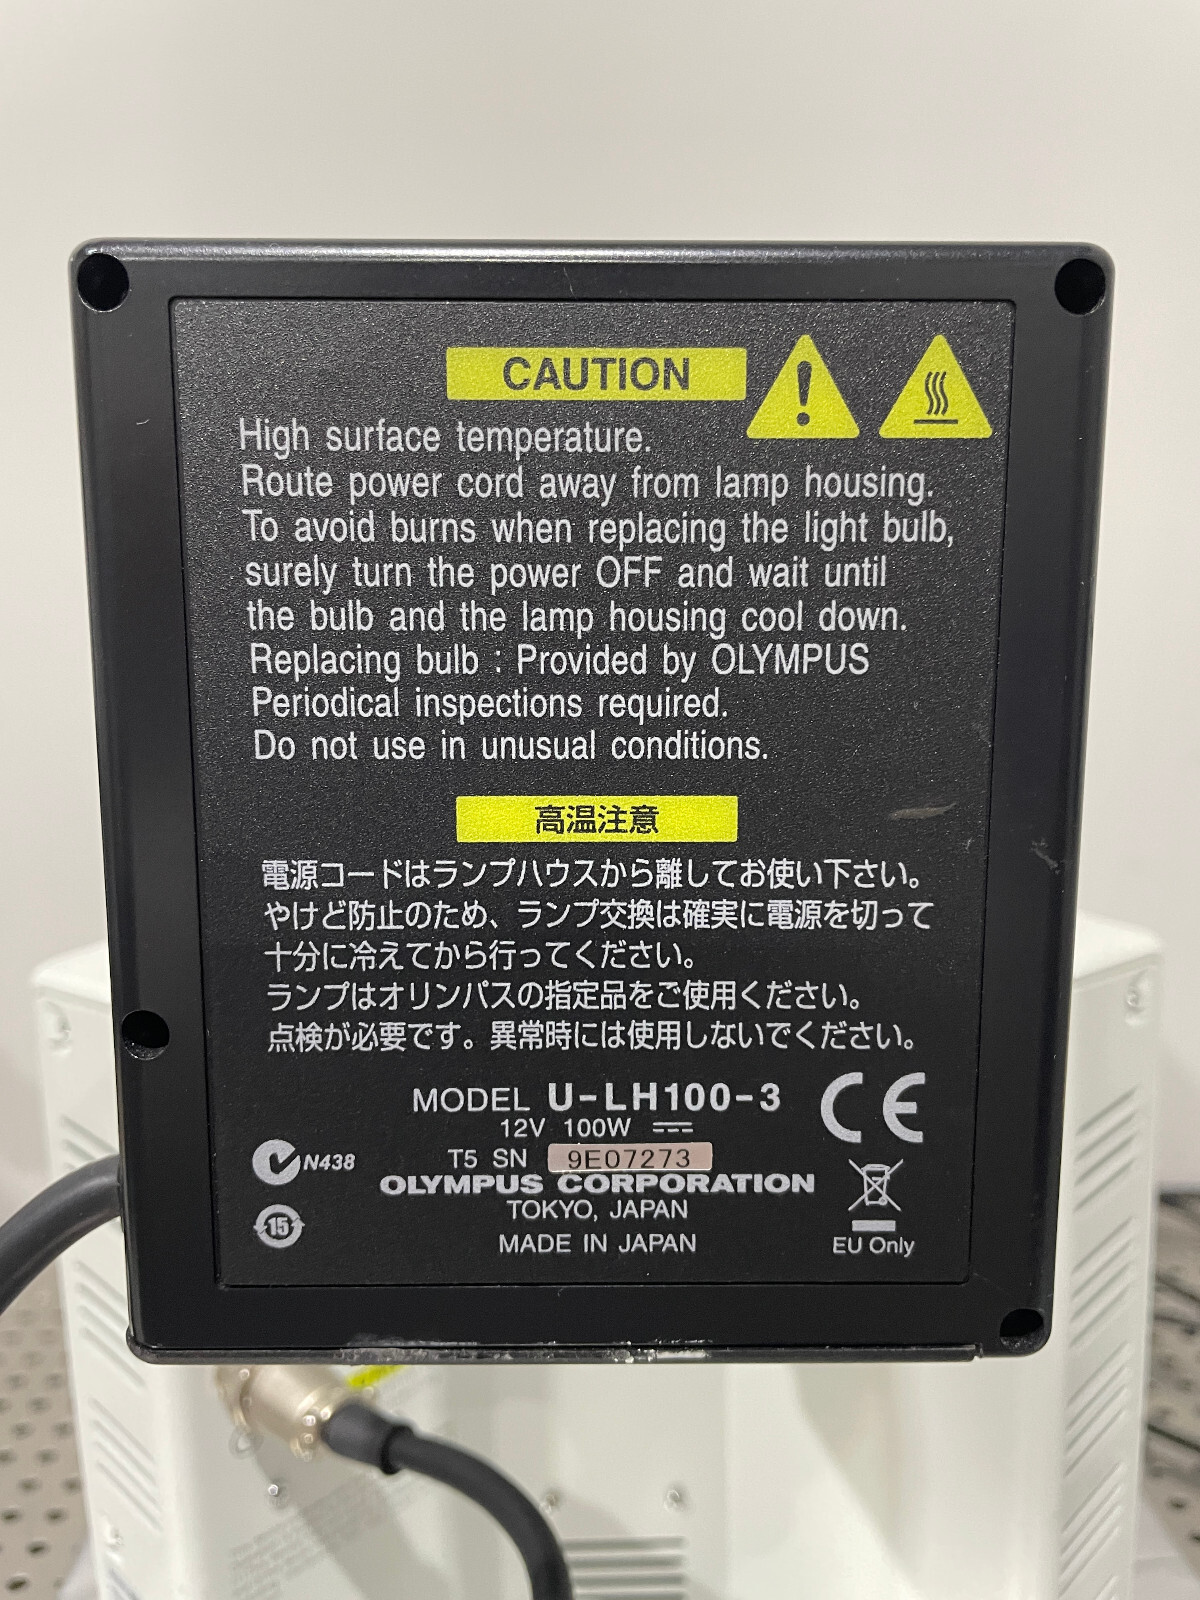 CAUTION
High surface temperature.
Route power cord away from lamp housing.
To avoid burns when replacing the light bulb,
surely turn the power OFF and wait until
the bulb and the lamp housing cool down.
Replacing bulb : Provided by OLYMPUS
Periodical inspections required.
Do not use in unusual conditions.
高温注意
電源コードはランプハウスから離してお使い下さい。
やけど防止のため、ランプ交換は確実に電源を切って
十分に冷えてから行ってください。
ランプはオリンパスの指定品をご使用ください。
点検が必要です。異常時には使用しないでください。
MODEL U-LH100-3
12V 100W
CE
N438
T5 SN 9E07273
OLYMPUS CORPORATION
TOKYO, JAPAN
15
MADE IN JAPAN
EU Only